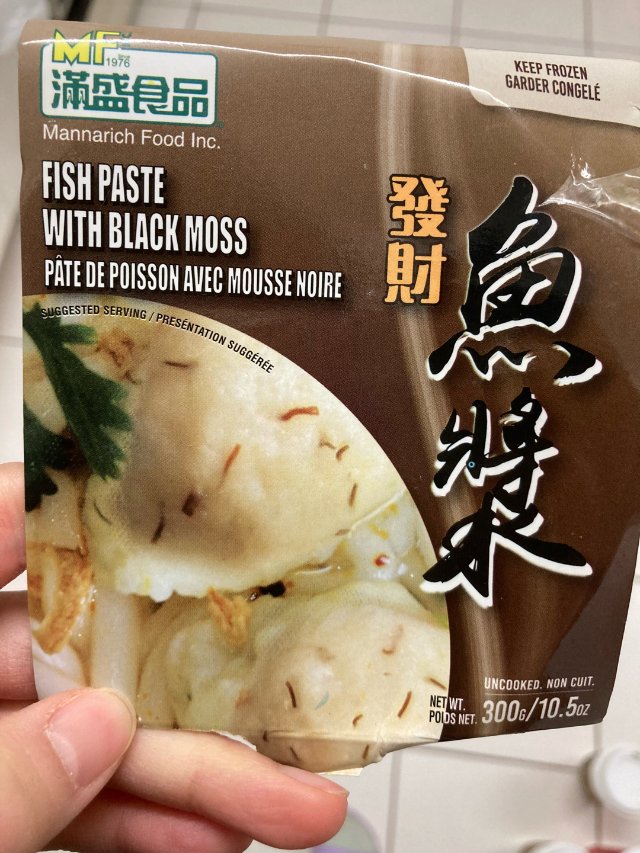 MF
1976
滿盛食品
Mannarich Food Inc.
KEEP FROZEN
GARDER CONGELÉ
FISH PASTE
WITH BLACK MOSS
PÂTE DE POISSON AVEC MOUSSE NOIRE
發財
魚漿
SUGGESTED SERVING / PRÉSENTATION SUGGÉRÉE
UNCOOKED. NON CUIT.
NET WT.
POIDS NET. 300G/10.5OZ